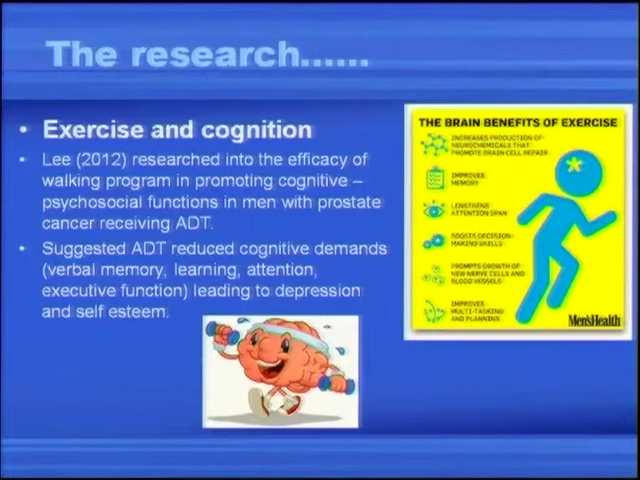 The research......
• Exercise and cognition
• Lee (2012) researched into the efficacy of
walking program in promoting cognitive –
psychosocial functions in men with prostate
cancer receiving ADT.
• Suggested ADT reduced cognitive demands
(verbal memory, learning, attention,
executive function) leading to depression
and self esteem.
THE BRAIN BENEFITS OF EXERCISE
INCREASES PRODUCTION OF
NEUROCHEMICALS THAT
PROMOTE BRAIN CELL REPAIR
IMPROVES
MEMORY
LENGTHENS
ATTENTION SPAN
BOOSTS DECISION-
MAKING SKILLS
PROMPTS GROWTH OF
NEW NERVE CELLS AND
BLOOD VESSELS
IMPROVES
MULTI-TASKING
AND PLANNING
Men'sHealth